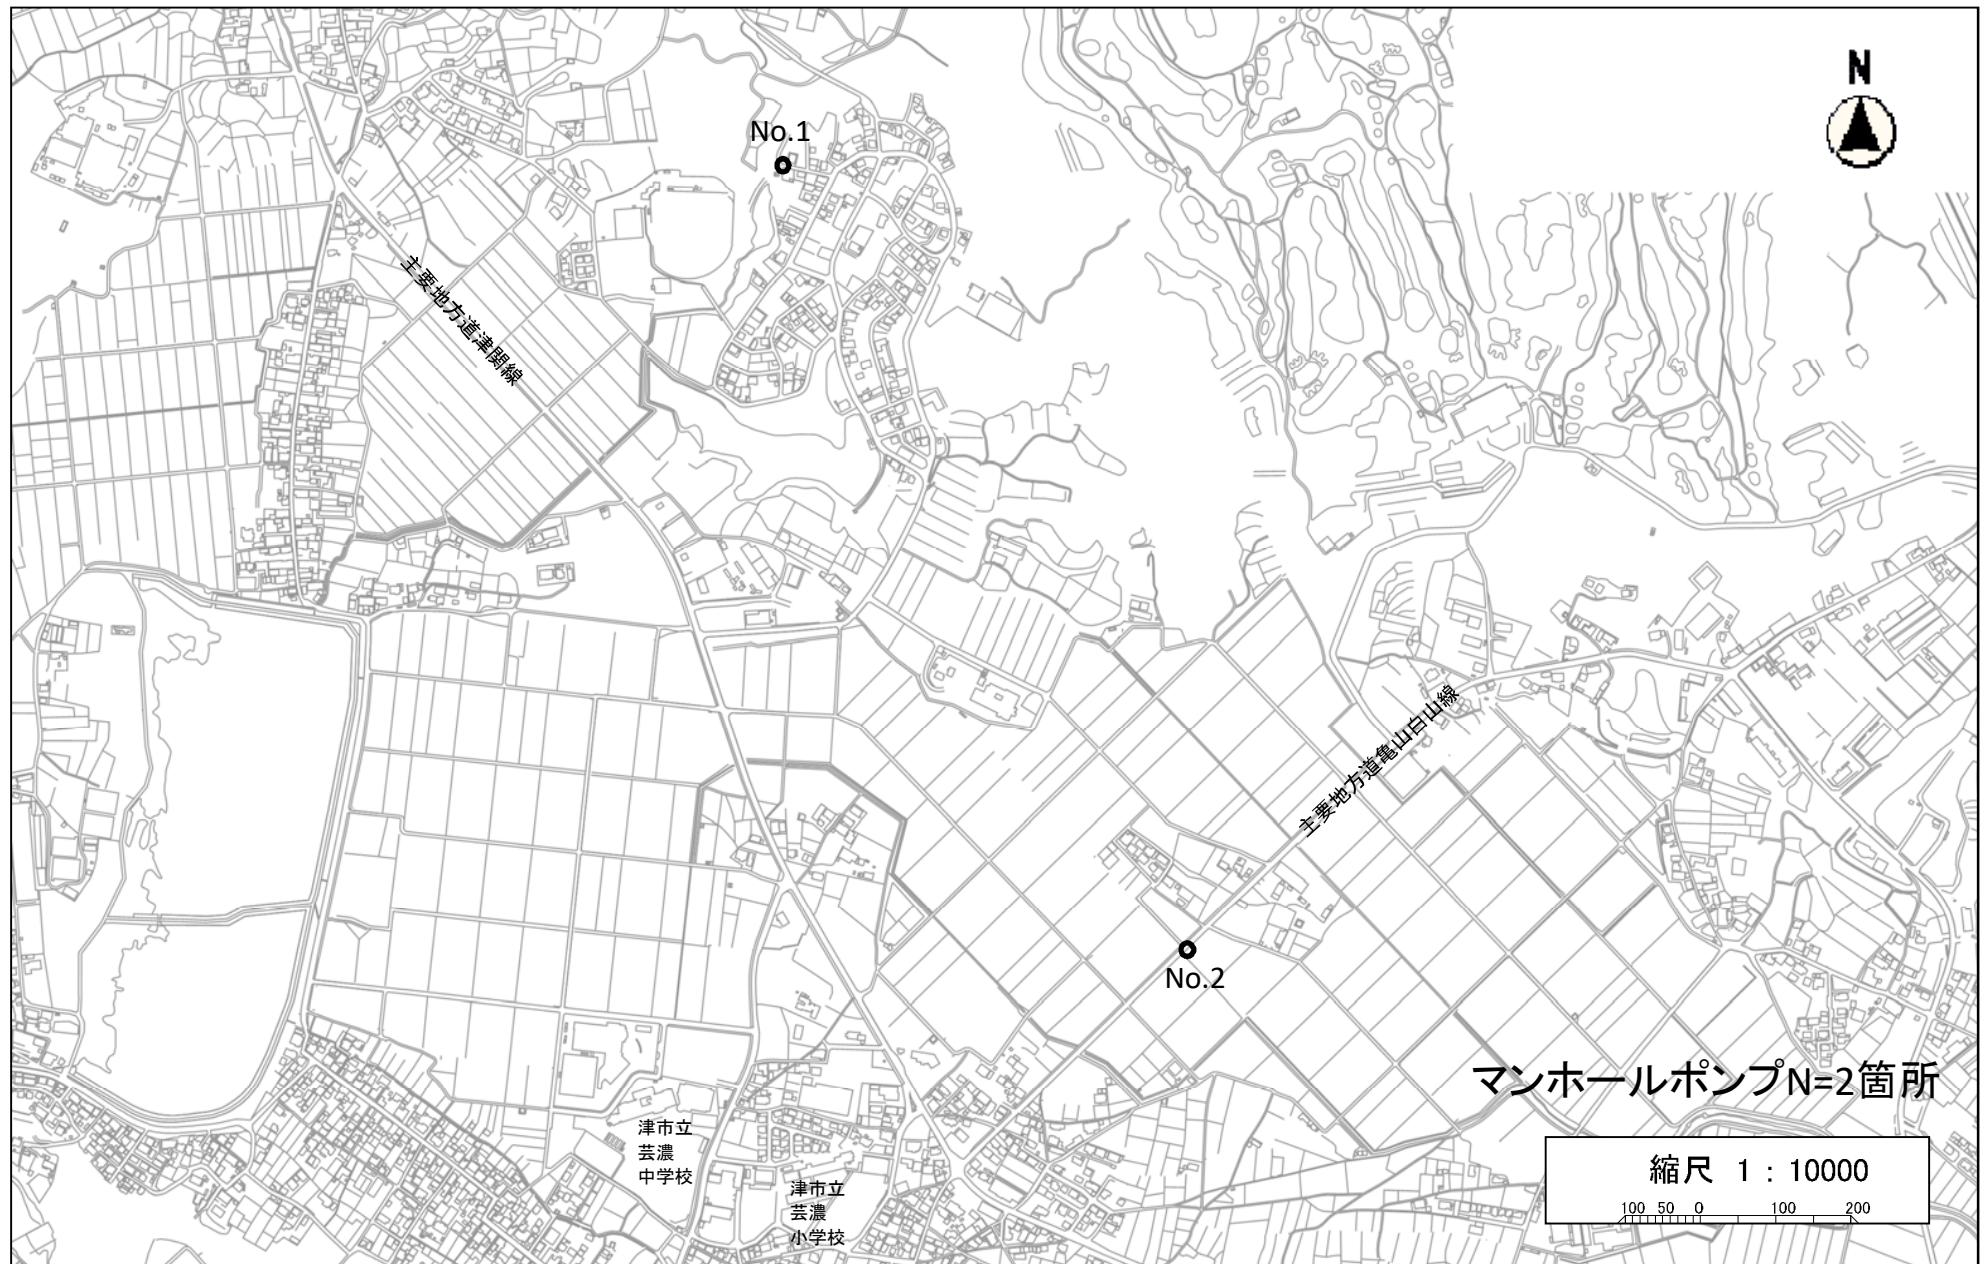 N
No.1
主要地方道津関線
主要地方道亀山白山線
No.2
マンホールポンプN=2箇所
津市立
芸濃
中学校
津市立
芸濃
小学校
縮尺 1：10000
100 50 0 100 200